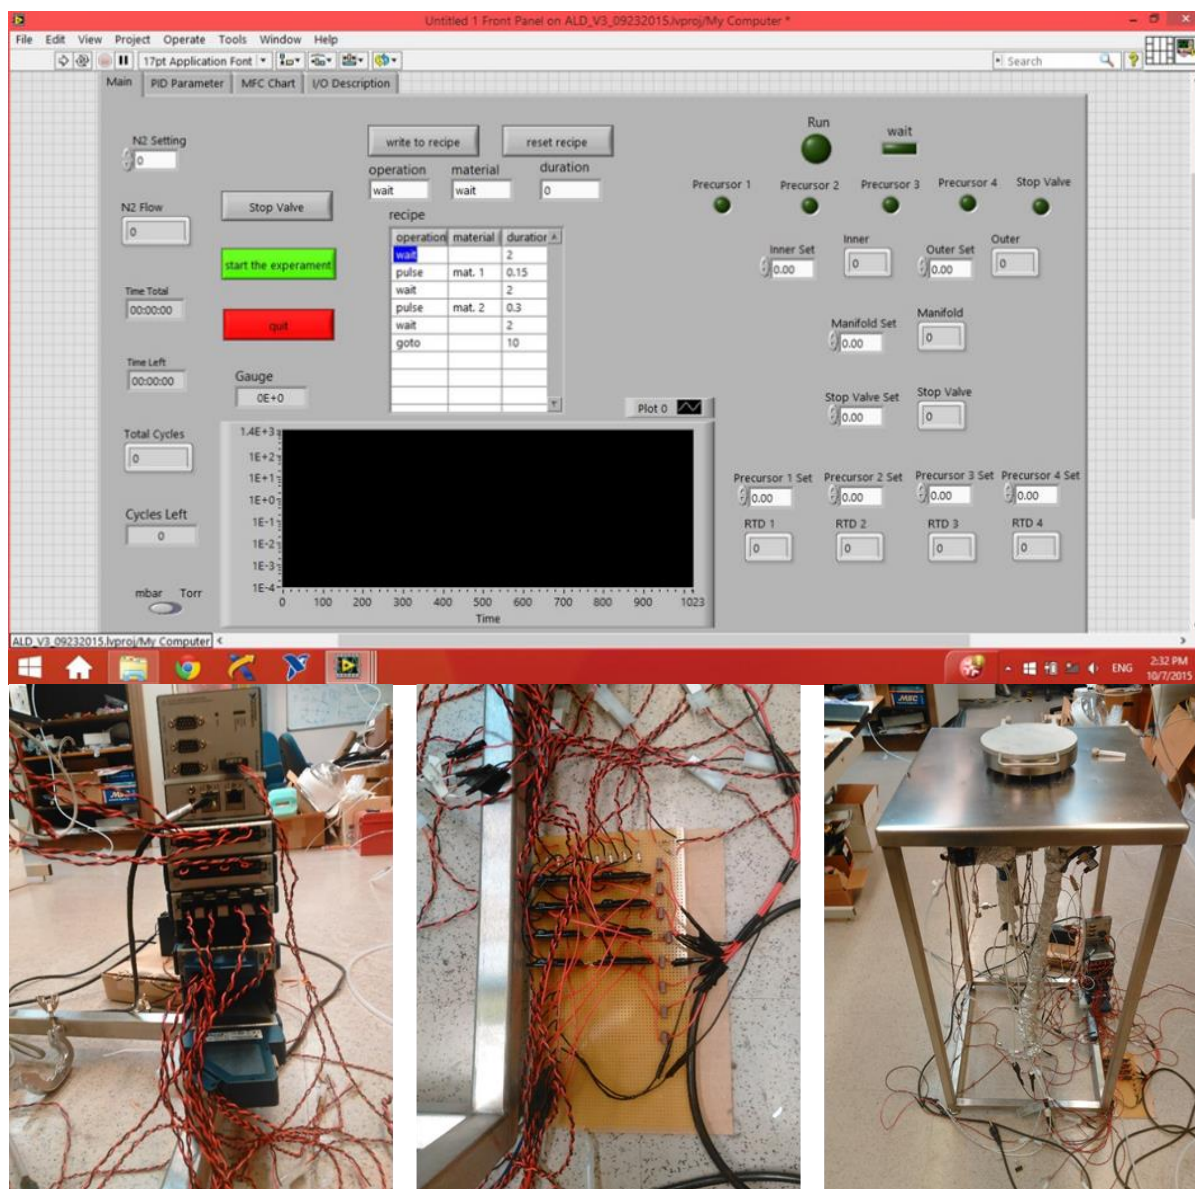 Untitled 1 Front Panel on ALD_V3_09232015.lvproj/My Computer *
File Edit View Project Operate Tools Window Help
17pt Application Font
Search
Main PID Parameter MFC Chart I/O Description
N2 Setting
0
N2 Flow
0
Time Total
00:00:00
Time Left
00:00:00
Total Cycles
0
Cycles Left
0
mbar Torr
Stop Valve
start the experament
quit
Gauge
0E+0
write to recipe reset recipe
operation material duration
wait wait 0
recipe
operation material duration
wait 2
pulse mat. 1 0.15
wait 2
pulse mat. 2 0.3
wait 2
goto 10
Plot 0
1.4E+3
1E+2
1E+1
1E+0
1E-1
1E-2
1E-3
1E-4
0 100 200 300 400 500 600 700 800 900 1023
Time
Run wait
Precursor 1 Precursor 2 Precursor 3 Precursor 4 Stop Valve
Inner Set Inner Outer Set Outer
0.00 0 0.00 0
Manifold Set Manifold
0.00 0
Stop Valve Set Stop Valve
0.00 0
Precursor 1 Set Precursor 2 Set Precursor 3 Set Precursor 4 Set
0.00 0.00 0.00 0.00
RTD 1 RTD 2 RTD 3 RTD 4
0 0 0 0
ALD_V3_09232015.lvproj/My Computer
ENG
2:32 PM
10/7/2015